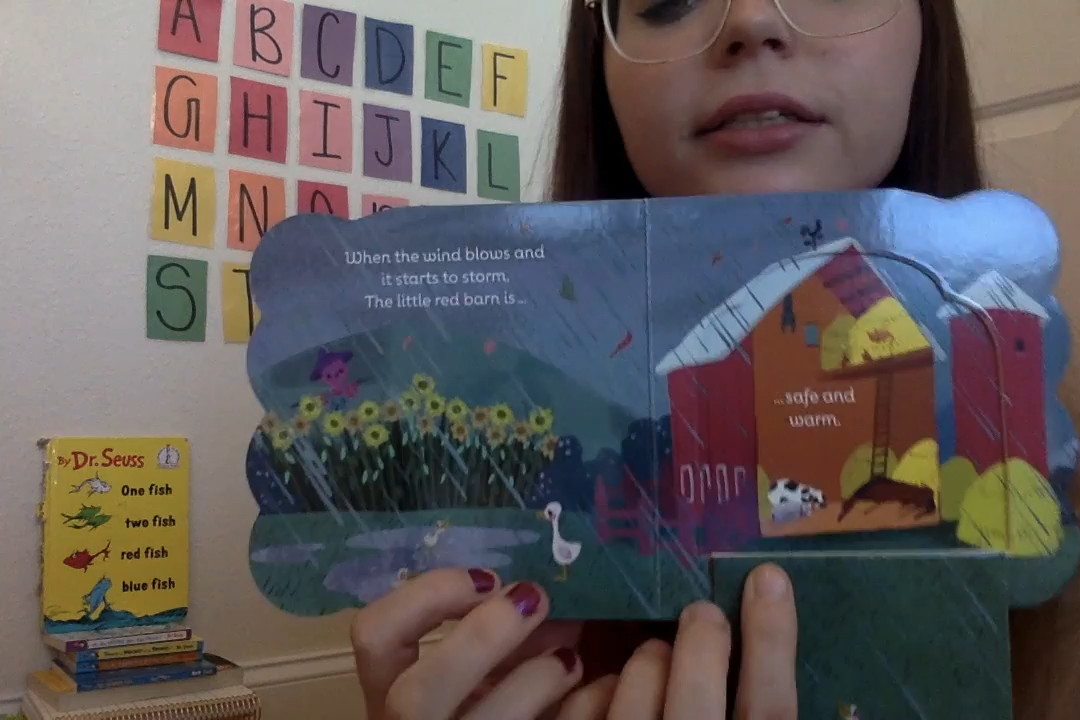 A B C D E F
G H I J K L
M N
S T
When the wind blows and
it starts to storm,
The little red barn is...
...safe and
warm.
By Dr. Seuss
One fish
two fish
red fish
blue fish